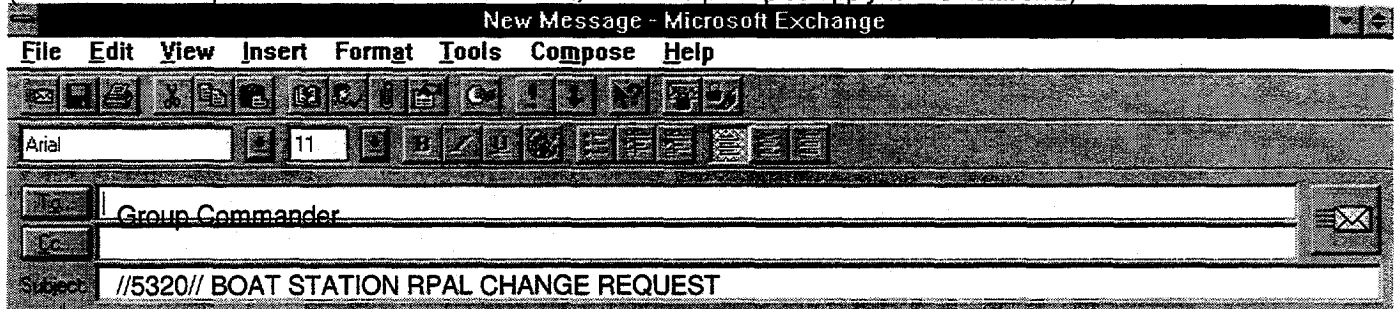 New Message - Microsoft Exchange
File Edit View Insert Format Tools Compose Help
Arial 11 B U
To...
Group Commander
Cc...
Subject: //5320// BOAT STATION RPAL CHANGE REQUEST